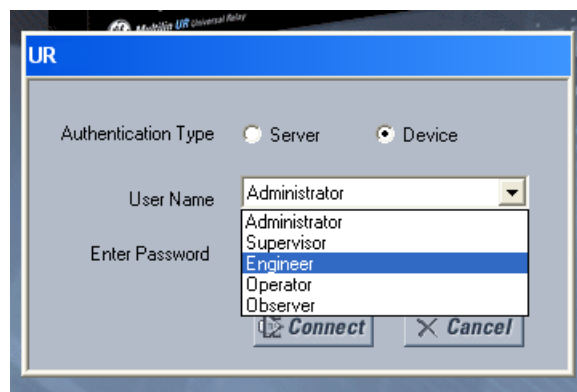 Multilin UR Universal Relay
UR
Authentication Type Server Device
User Name Administrator
Administrator
Supervisor
Enter Password
Engineer
Operator
Observer
Connect Cancel